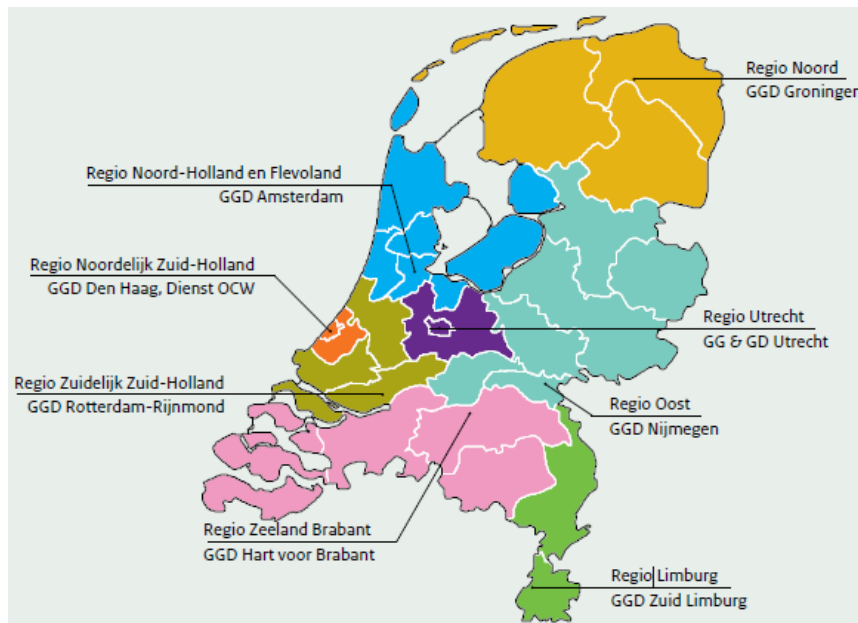 Regio Noord
GGD Groningen
Regio Noord-Holland en Flevoland
GGD Amsterdam
Regio Noordelijk Zuid-Holland
GGD Den Haag, Dienst OCW
Regio Utrecht
GG & GD Utrecht
Regio Zuidelijk Zuid-Holland
GGD Rotterdam-Rijnmond
Regio Oost
GGD Nijmegen
Regio Zeeland Brabant
GGD Hart voor Brabant
Regio Limburg
GGD Zuid Limburg